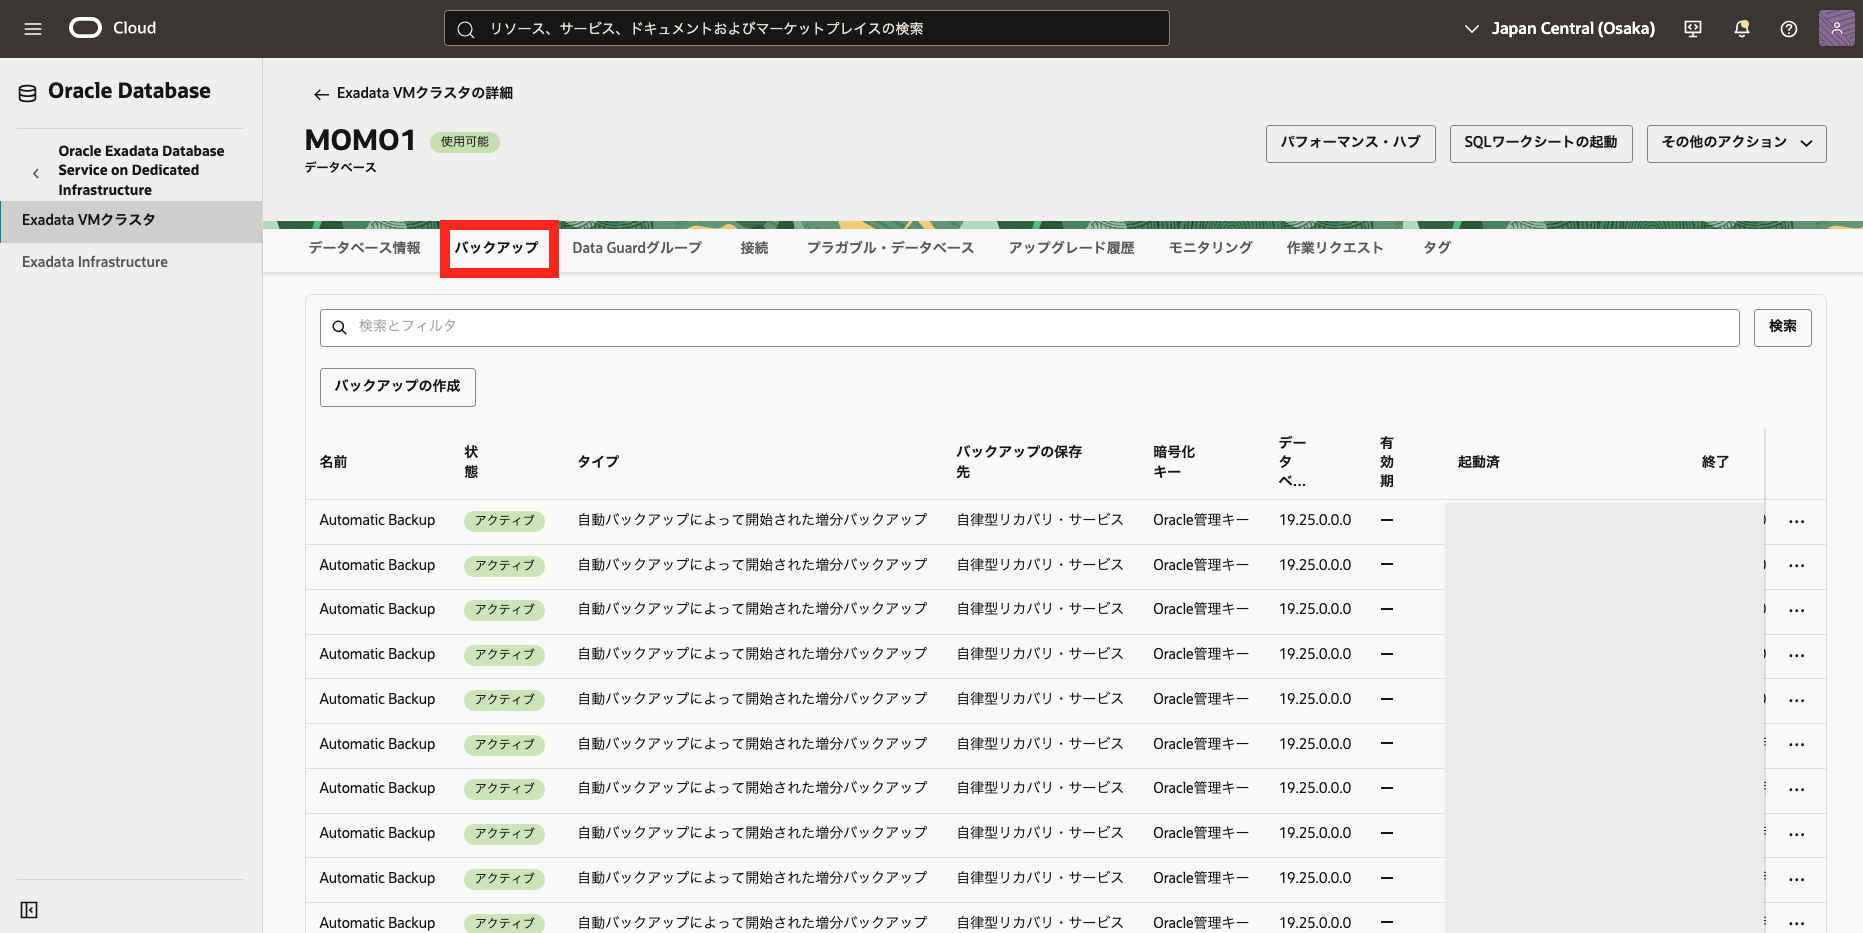 Cloud
リソース、サービス、ドキュメントおよびマーケットプレイスの検索
Japan Central (Osaka)
Oracle Database
Oracle Exadata Database
Service on Dedicated
Infrastructure
Exadata VMクラスタ
Exadata Infrastructure
Exadata VMクラスタの詳細
MOMO1 使用可能
データベース
パフォーマンス・ハブ
SQLワークシートの起動
その他のアクション
データベース情報 バックアップ Data Guardグループ 接続 プラガブル・データベース アップグレード履歴 モニタリング 作業リクエスト タグ
検索とフィルタ
検索
バックアップの作成
名前 状態 タイプ バックアップの保存先 暗号化キー データベ... 有効期 起動済 終了
Automatic Backup アクティブ 自動バックアップによって開始された増分バックアップ 自律型リカバリ・サービス Oracle管理キー 19.25.0.0.0 —
Automatic Backup アクティブ 自動バックアップによって開始された増分バックアップ 自律型リカバリ・サービス Oracle管理キー 19.25.0.0.0 —
Automatic Backup アクティブ 自動バックアップによって開始された増分バックアップ 自律型リカバリ・サービス Oracle管理キー 19.25.0.0.0 —
Automatic Backup アクティブ 自動バックアップによって開始された増分バックアップ 自律型リカバリ・サービス Oracle管理キー 19.25.0.0.0 —
Automatic Backup アクティブ 自動バックアップによって開始された増分バックアップ 自律型リカバリ・サービス Oracle管理キー 19.25.0.0.0 —
Automatic Backup アクティブ 自動バックアップによって開始された増分バックアップ 自律型リカバリ・サービス Oracle管理キー 19.25.0.0.0 —
Automatic Backup アクティブ 自動バックアップによって開始された増分バックアップ 自律型リカバリ・サービス Oracle管理キー 19.25.0.0.0 —
Automatic Backup アクティブ 自動バックアップによって開始された増分バックアップ 自律型リカバリ・サービス Oracle管理キー 19.25.0.0.0 —
Automatic Backup アクティブ 自動バックアップによって開始された増分バックアップ 自律型リカバリ・サービス Oracle管理キー 19.25.0.0.0 —
Automatic Backup アクティブ 自動バックアップによって開始された増分バックアップ 自律型リカバリ・サービス Oracle管理キー 19.25.0.0.0 —